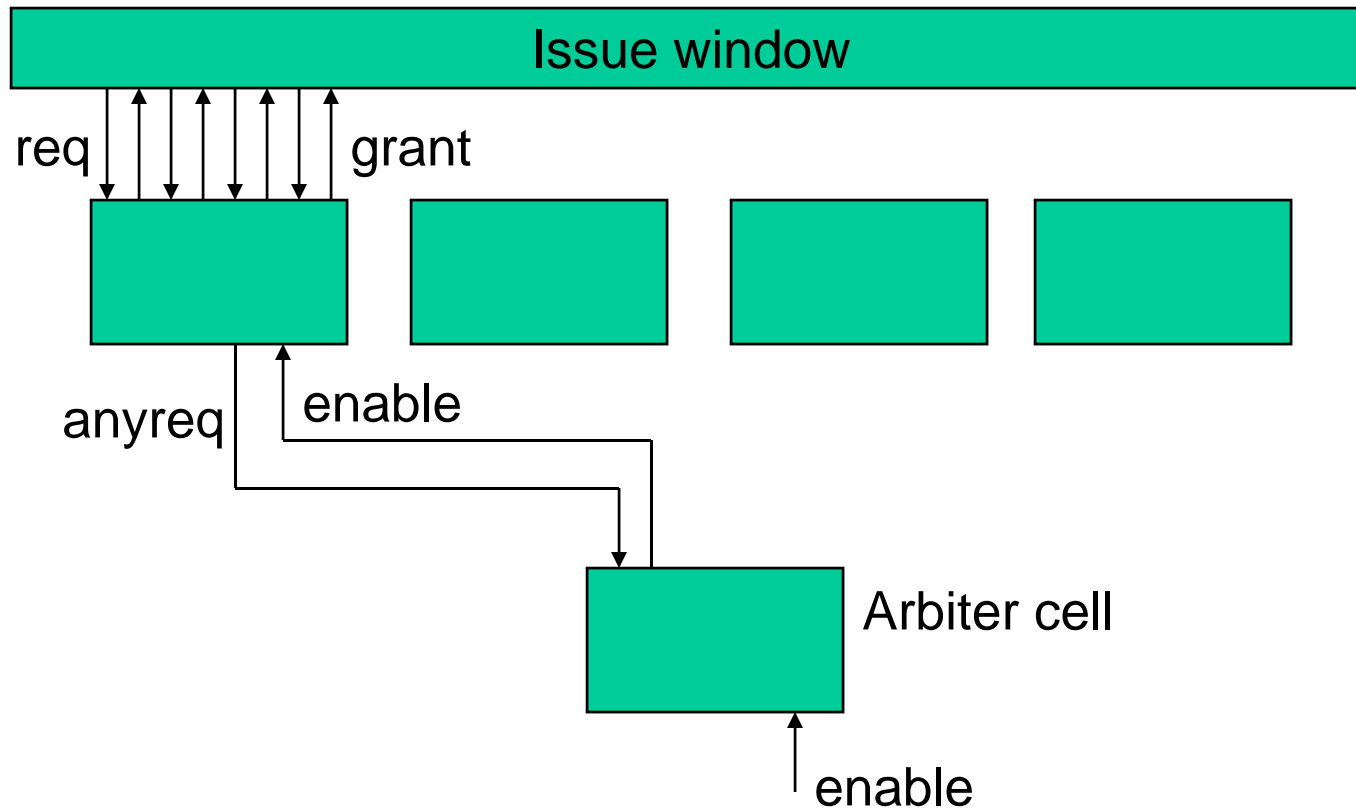 Issue window
req
grant
anyreq
enable
Arbiter cell
enable